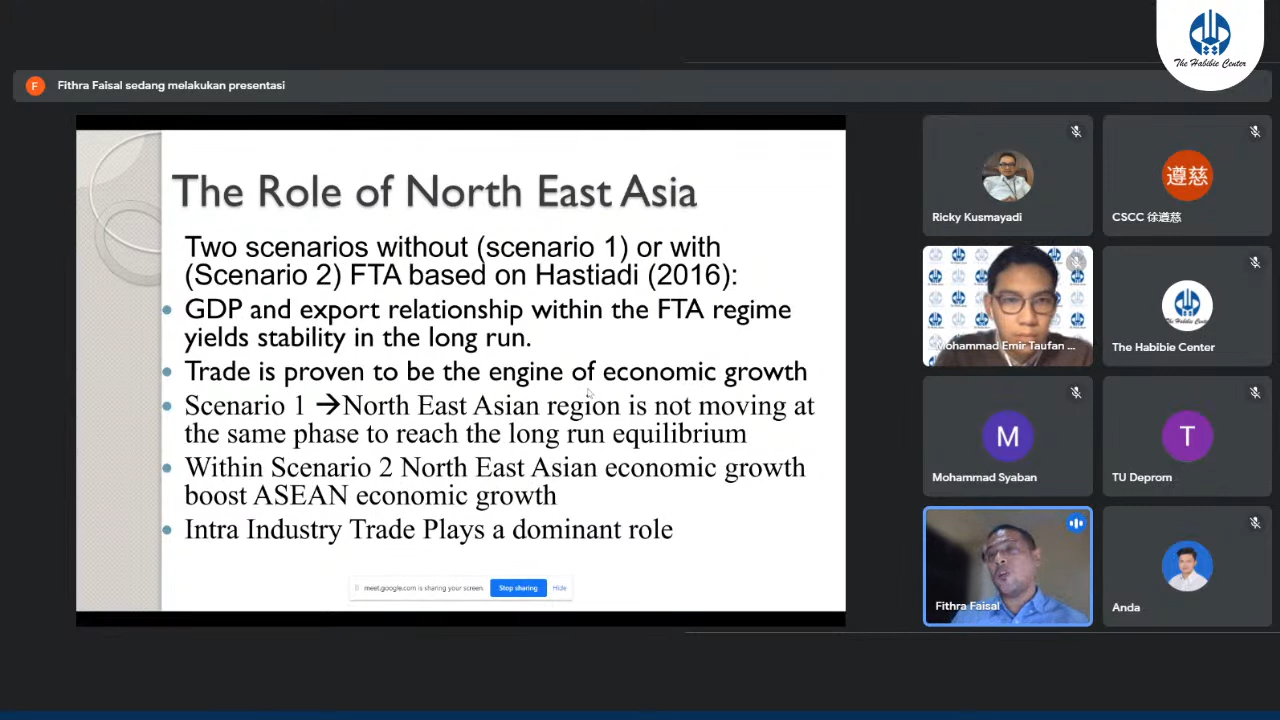 The Habibie Center
F
Fithra Faisal sedang melakukan presentasi
The Role of North East Asia
Two scenarios without (scenario 1) or with
(Scenario 2) FTA based on Hastiadi (2016):
GDP and export relationship within the FTA regime
yields stability in the long run.
Trade is proven to be the engine of economic growth
Scenario 1 →North East Asian region is not moving at
the same phase to reach the long run equilibrium
Within Scenario 2 North East Asian economic growth
boost ASEAN economic growth
Intra Industry Trade Plays a dominant role
meet.google.com is sharing your screen.
Stop sharing
Hide
Ricky Kusmayadi
遵慈
CSCC 徐遵慈
Mohammad Emir Taufan ...
The Habibie Center
M
Mohammad Syaban
T
TU Deprom
Fithra Faisal
Anda